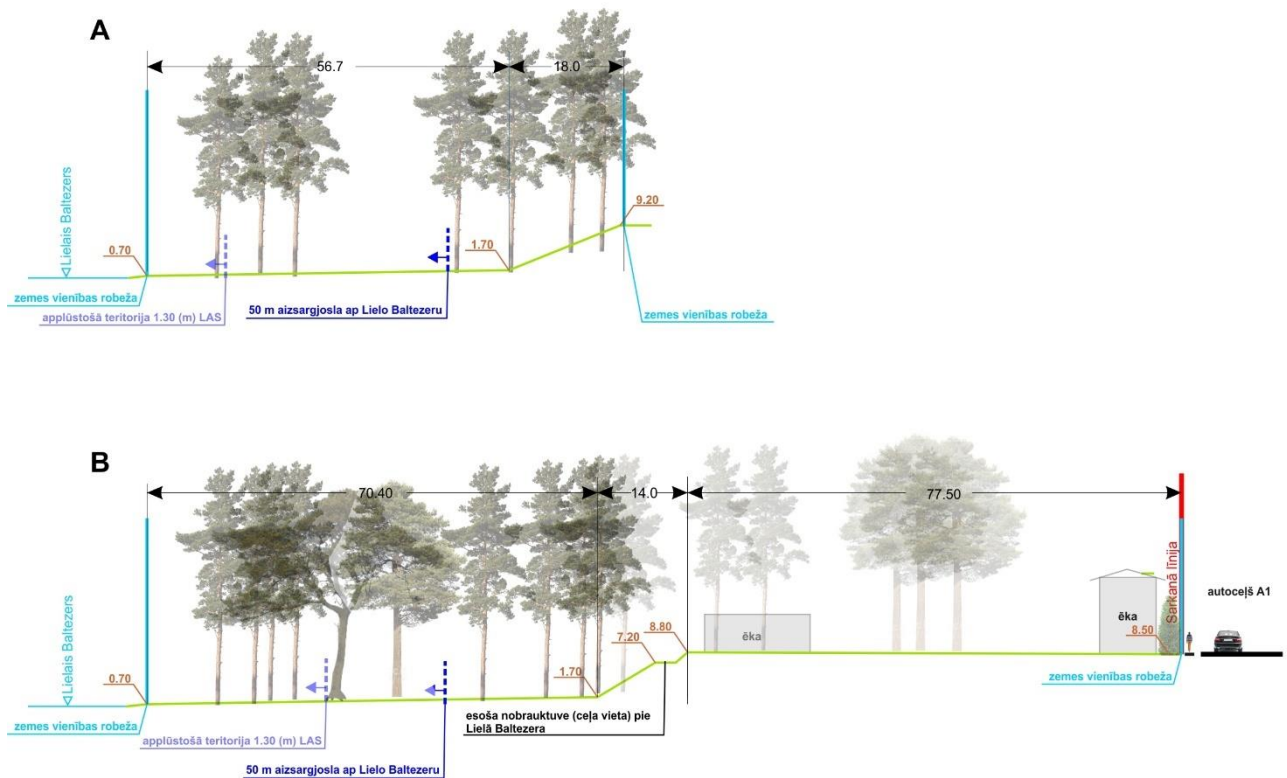 A
56.7
18.0
Lielais Baltezers
9.20
0.70
1.70
zemes vienības robeža
applūstošā teritorija 1.30 (m) LAS
50 m aizsargjosla ap Lielo Baltezeru
zemes vienības robeža
B
70.40
14.0
77.50
Sarkanā līnija
autoceļš A1
Lielais Baltezers
ēka
ēka
8.80
7.20
8.50
0.70
1.70
zemes vienības robeža
zemes vienības robeža
esoša nobrauktuve (ceļa vieta) pie
Lielā Baltezera
applūstošā teritorija 1.30 (m) LAS
50 m aizsargjosla ap Lielo Baltezeru